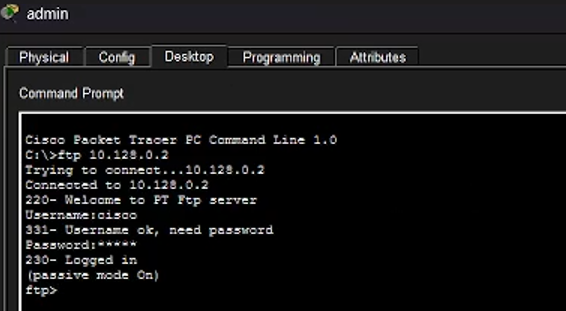 admin
Physical Config Desktop Programming Attributes
Command Prompt
Cisco Packet Tracer PC Command Line 1.0
C:\>ftp 10.128.0.2
Trying to connect...10.128.0.2
Connected to 10.128.0.2
220- Welcome to PT Ftp server
Username:cisco
331- Username ok, need password
Password:*****
230- Logged in
(passive mode On)
ftp>